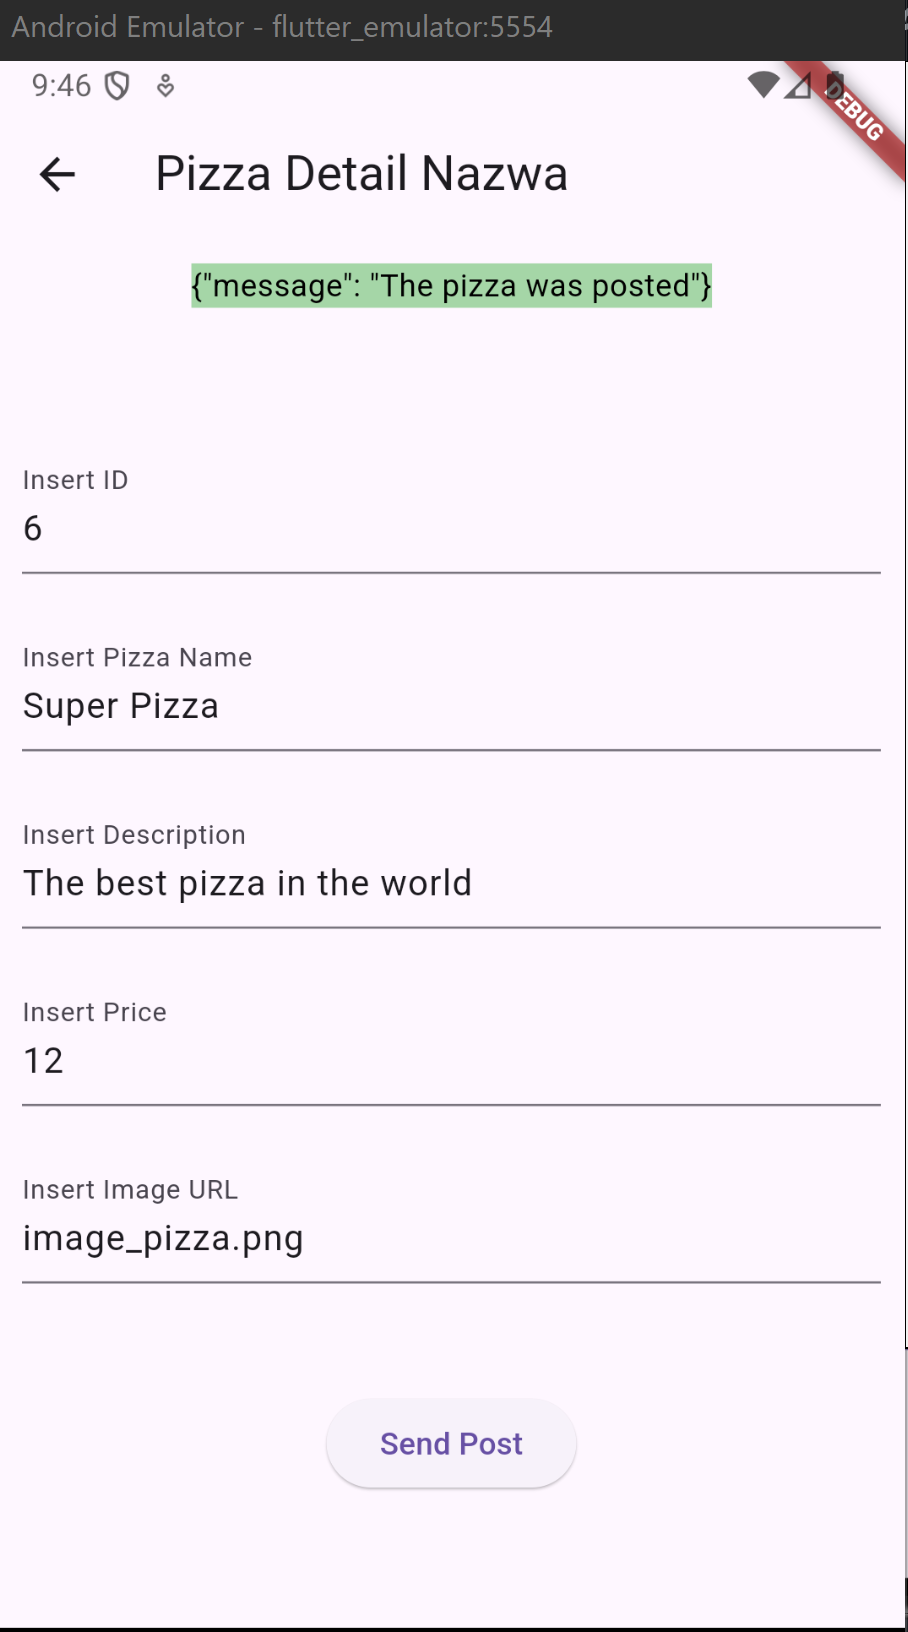 Android Emulator - flutter_emulator:5554
9:46
DEBUG
Pizza Detail Nazwa
{"message": "The pizza was posted"}
Insert ID
6
Insert Pizza Name
Super Pizza
Insert Description
The best pizza in the world
Insert Price
12
Insert Image URL
image_pizza.png
Send Post